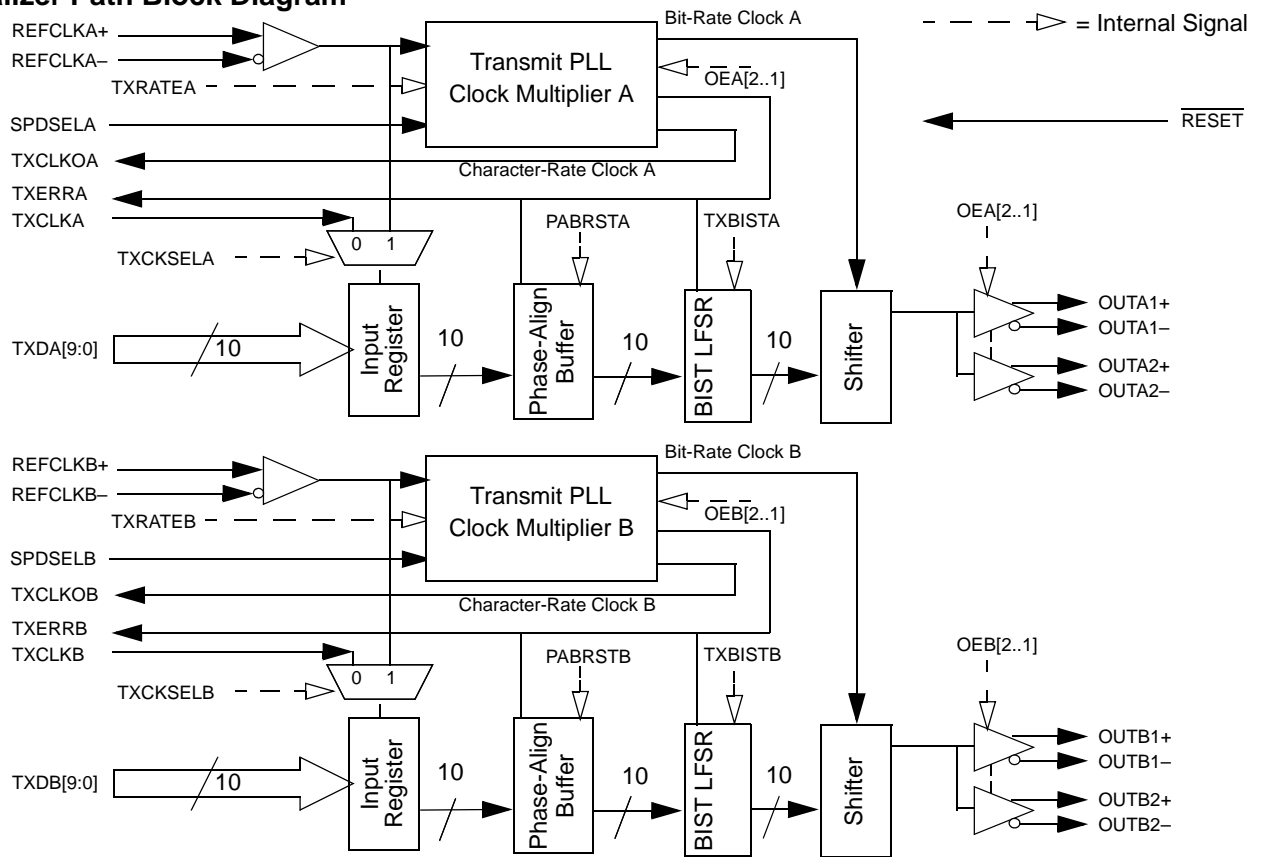 alizer Path Block Diagram
Bit-Rate Clock A
= Internal Signal
REFCLKA+
REFCLKA–
TXRATEA
Transmit PLL
Clock Multiplier A
OEA[2..1]
SPDSELA
RESET
TXCLKOA
Character-Rate Clock A
TXERRA
TXCLKA
OEA[2..1]
PABRSTA
TXBISTA
0 1
TXCKSELA
TXDA[9:0]
10
Input
Register
10
Phase-Align
Buffer
10
BIST LFSR
10
Shifter
OUTA1+
OUTA1–
OUTA2+
OUTA2–
Bit-Rate Clock B
REFCLKB+
REFCLKB–
TXRATEB
Transmit PLL
Clock Multiplier B
OEB[2..1]
SPDSELB
TXCLKOB
Character-Rate Clock B
TXERRB
TXCLKB
OEB[2..1]
PABRSTB
TXBISTB
0 1
TXCKSELB
TXDB[9:0]
10
Input
Register
10
Phase-Align
Buffer
10
BIST LFSR
10
Shifter
OUTB1+
OUTB1–
OUTB2+
OUTB2–